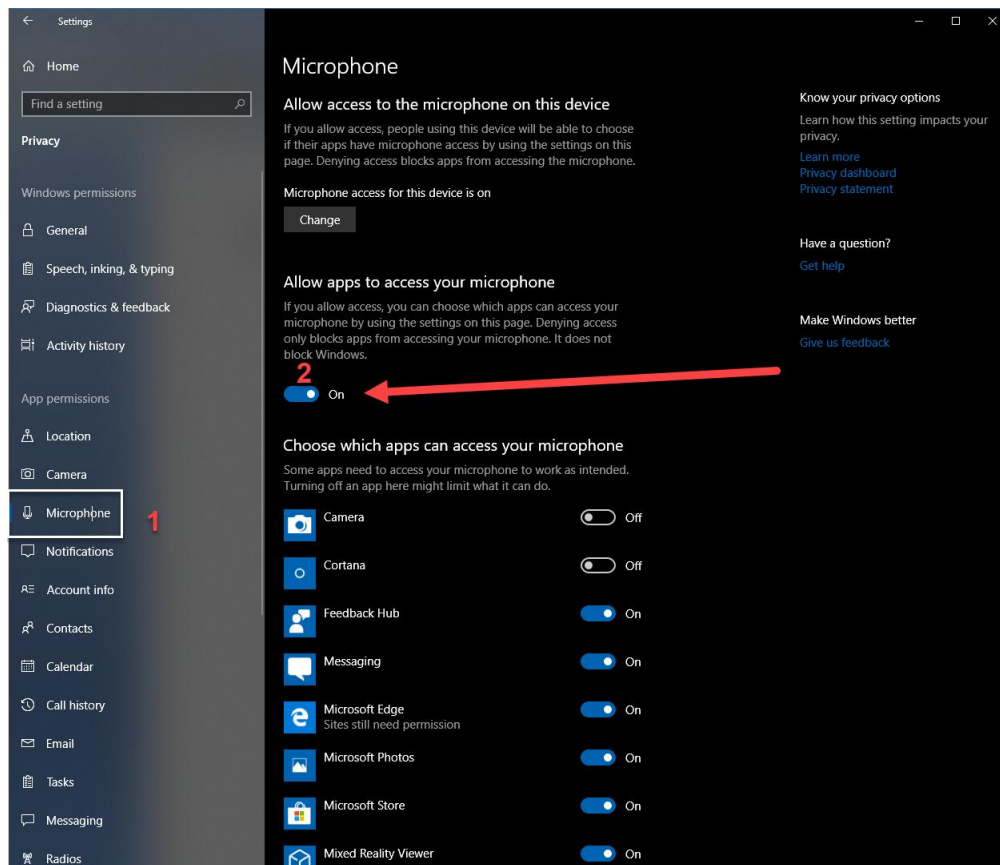 Settings
Home
Find a setting
Privacy
Windows permissions
General
Speech, inking, & typing
Diagnostics & feedback
Activity history
App permissions
Location
Camera
Microphone
1
Notifications
Account info
Contacts
Calendar
Call history
Email
Tasks
Messaging
Radios
Microphone
Allow access to the microphone on this device
If you allow access, people using this device will be able to choose
if their apps have microphone access by using the settings on this
page. Denying access blocks apps from accessing the microphone.
Microphone access for this device is on
Change
Allow apps to access your microphone
If you allow access, you can choose which apps can access your
microphone by using the settings on this page. Denying access
only blocks apps from accessing your microphone. It does not
block Windows.
2
On
Choose which apps can access your microphone
Some apps need to access your microphone to work as intended.
Turning off an app here might limit what it can do.
Camera Off
Cortana Off
Feedback Hub On
Messaging On
Microsoft Edge On
Sites still need permission
Microsoft Photos On
Microsoft Store On
Mixed Reality Viewer On
Know your privacy options
Learn how this setting impacts your
privacy.
Learn more
Privacy dashboard
Privacy statement
Have a question?
Get help
Make Windows better
Give us feedback